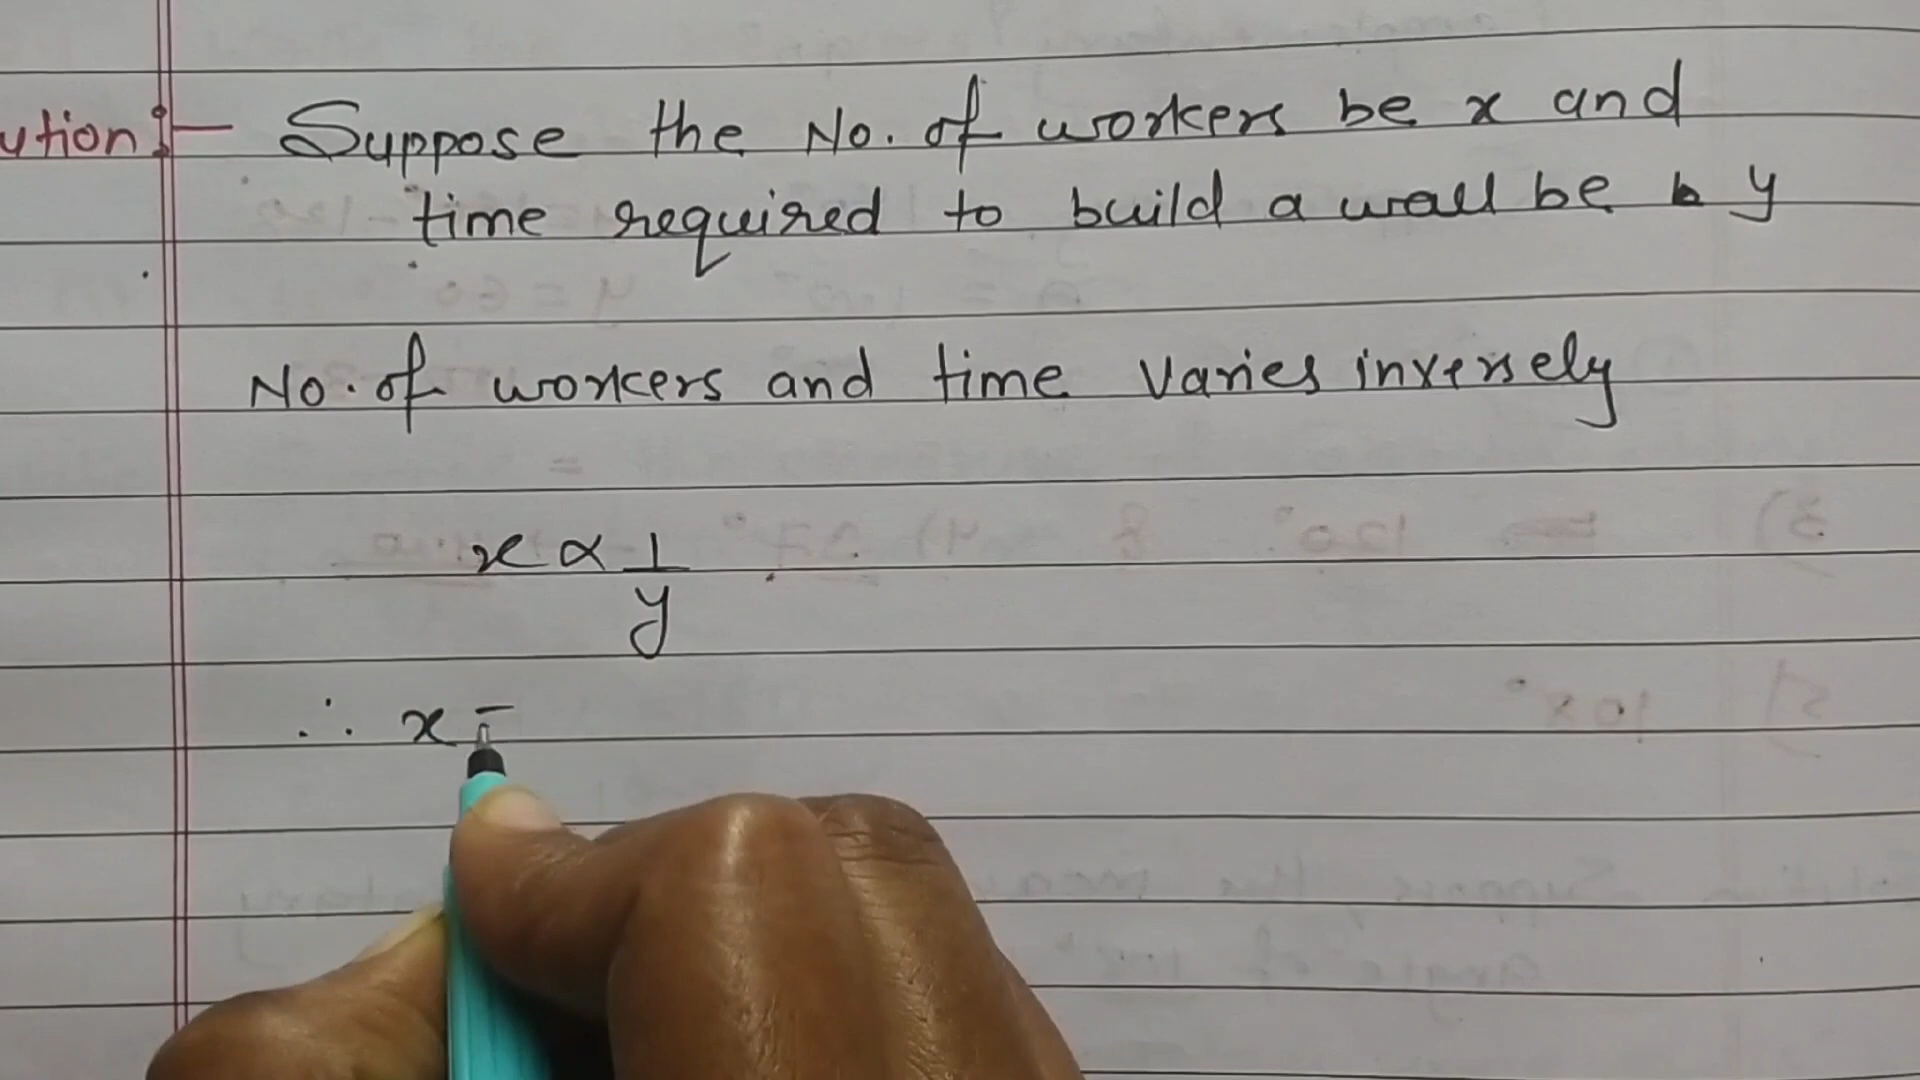 ution :- Suppose the No. of workers be x and
time required to build a wall be y
No. of workers and time varies inversely
x ∝ 1/y
∴ x =